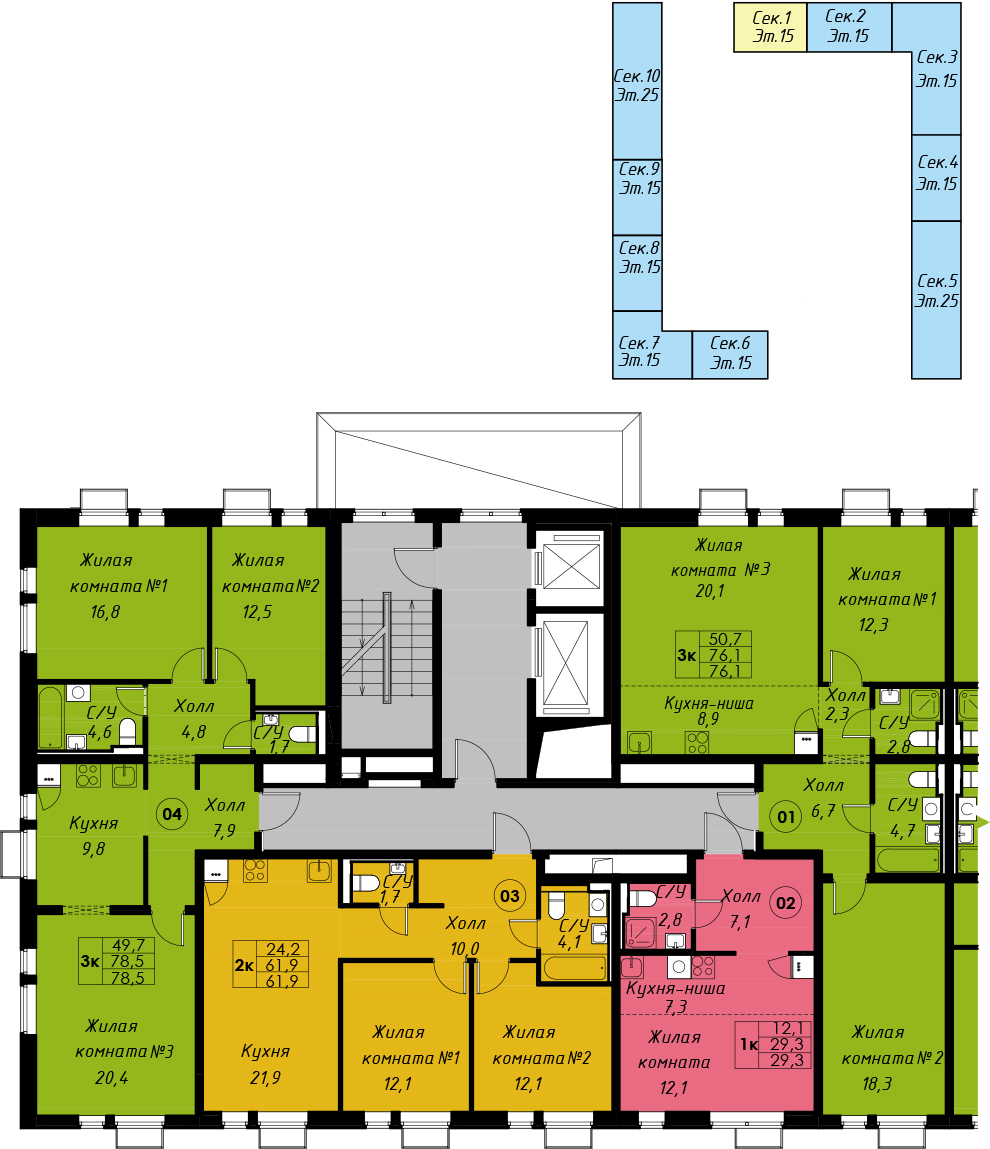 Сек.1
Эт.15
Сек.2
Эт.15
Сек.3
Эт.15
Сек.10
Эт.25
Сек.4
Эт.15
Сек.9
Эт.15
Сек.8
Эт.15
Сек.5
Эт.25
Сек.7
Эт.15
Сек.6
Эт.15
Жилая
комната №1
16,8
Жилая
комната №2
12,5
Жилая
комната №3
20,1
3к
50,7
76,1
76,1
Жилая
комната №1
12,3
С/У
4,6
Холл
4,8
С/У
1,7
Кухня-ниша
8,9
Холл
2,3
С/У
2,8
Кухня
9,8
04
Холл
7,9
01
Холл
6,7
С/У
4,7
С/У
1,7
03
Холл
10,0
С/У
4,1
С/У
2,8
Холл
7,1
02
3к
49,7
78,5
78,5
2к
24,2
61,9
61,9
Кухня-ниша
7,3
Жилая
комната №3
20,4
Кухня
21,9
Жилая
комната №1
12,1
Жилая
комната №2
12,1
Жилая
комната
12,1
1к
12,1
29,3
29,3
Жилая
комната №2
18,3